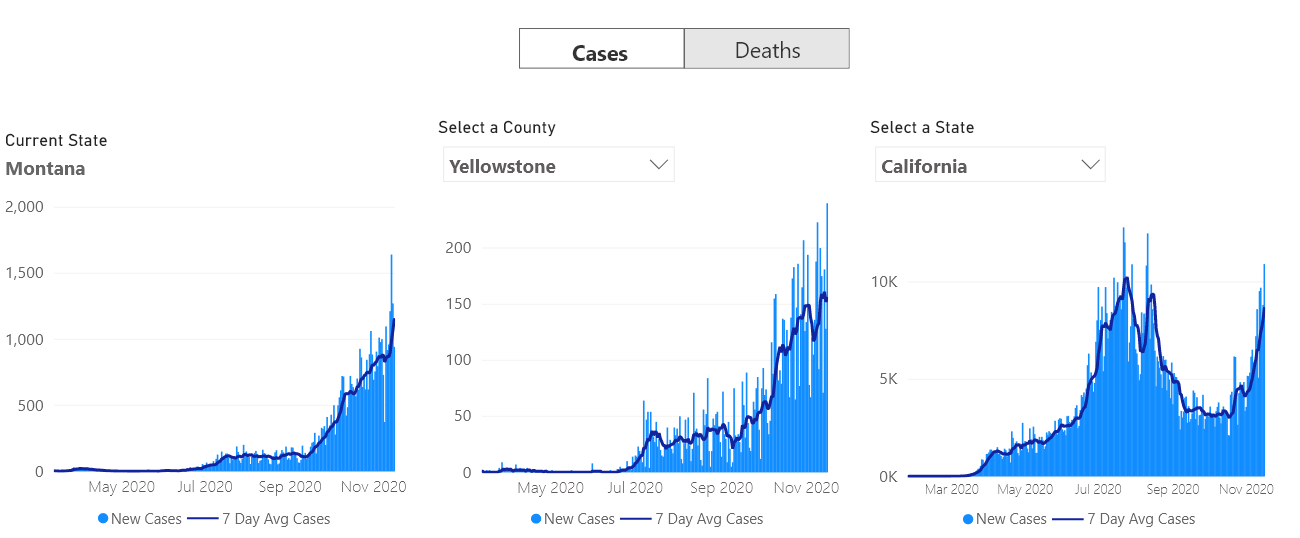 Cases Deaths
Current State
Montana
2,000
1,500
1,000
500
0
May 2020 Jul 2020 Sep 2020 Nov 2020
New Cases 7 Day Avg Cases
Select a County
Yellowstone
200
150
100
50
0
May 2020 Jul 2020 Sep 2020 Nov 2020
New Cases 7 Day Avg Cases
Select a State
California
10K
5K
0K
Mar 2020 May 2020 Jul 2020 Sep 2020 Nov 2020
New Cases 7 Day Avg Cases